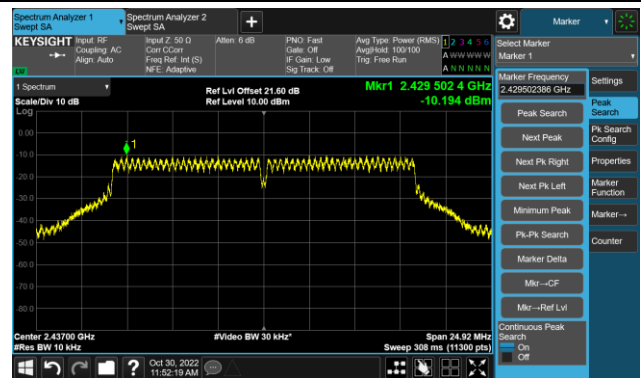 Spectrum Analyzer 1
Swept SA
Spectrum Analyzer 2
Swept SA
+
Marker
KEYSIGHT
Input: RF
Coupling: AC
Align: Auto
Input Z: 50 Ω
Corr CCorr
Freq Ref: Int (S)
NFE: Adaptive
Atten: 6 dB
PNO: Fast
Gate: Off
IF Gain: Low
Sig Track: Off
Avg Type: Power (RMS)
Avg|Hold: 100/100
Trig: Free Run
1 2 3 4 5 6
A W W W W W
A N N N N N
LVI
Select Marker
Marker 1
1 Spectrum
Scale/Div 10 dB
Ref Lvl Offset 21.60 dB
Ref Level 10.00 dBm
Mkr1 2.429 502 4 GHz
-10.194 dBm
Log
0.00
-10.0
-20.0
-30.0
-40.0
-50.0
-60.0
-70.0
-80.0
1
Center 2.43700 GHz
#Res BW 10 kHz
#Video BW 30 kHz*
Span 24.92 MHz
Sweep 308 ms (11300 pts)
Marker Frequency
2.429502386 GHz
Peak Search
Next Peak
Next Pk Right
Next Pk Left
Minimum Peak
Pk-Pk Search
Marker Delta
Mkr→CF
Mkr→Ref Lvl
Continuous Peak
Search
On
Off
Settings
Peak
Search
Pk Search
Config
Properties
Marker
Function
Marker→
Counter
?
Oct 30, 2022
11:52:19 AM